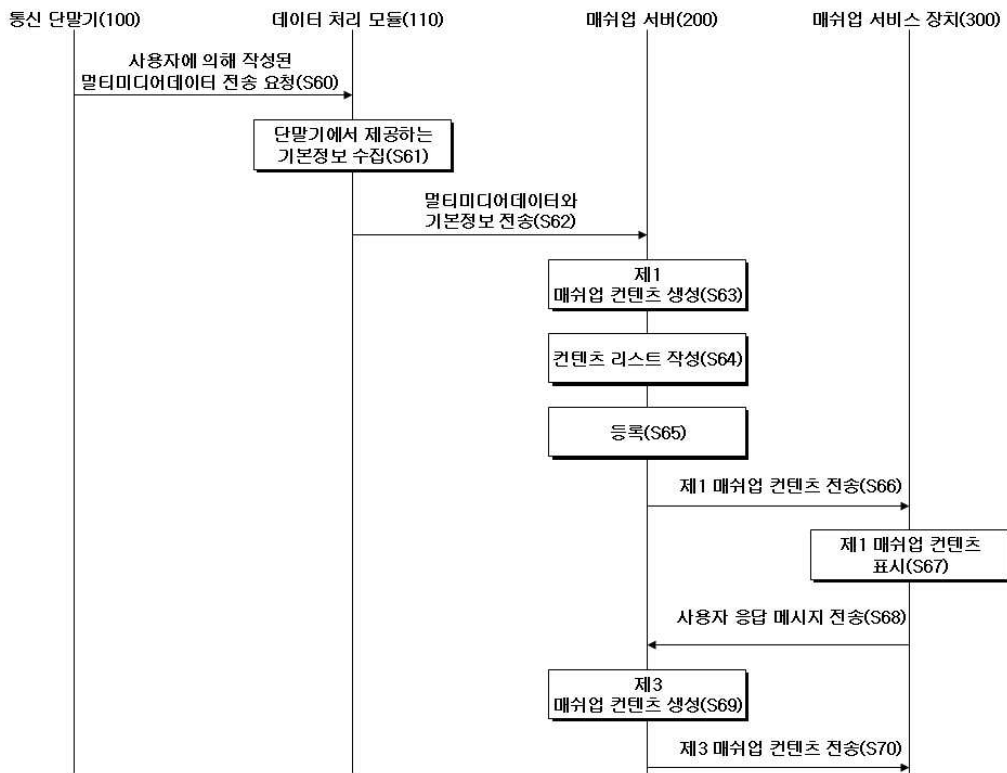 통신 단말기(100)
데이터 처리 모듈(110)
매쉬업 서버(200)
매쉬업 서비스 장치(300)
사용자에 의해 작성된
멀티미디어데이터 전송 요청(S60)
단말기에서 제공하는
기본정보 수집(S61)
멀티미디어데이터와
기본정보 전송(S62)
제1
매쉬업 컨텐츠 생성(S63)
컨텐츠 리스트 작성(S64)
등록(S65)
제1 매쉬업 컨텐츠 전송(S66)
제1 매쉬업 컨텐츠
표시(S67)
사용자 응답 메시지 전송(S68)
제3
매쉬업 컨텐츠 생성(S69)
제3 매쉬업 컨텐츠 전송(S70)